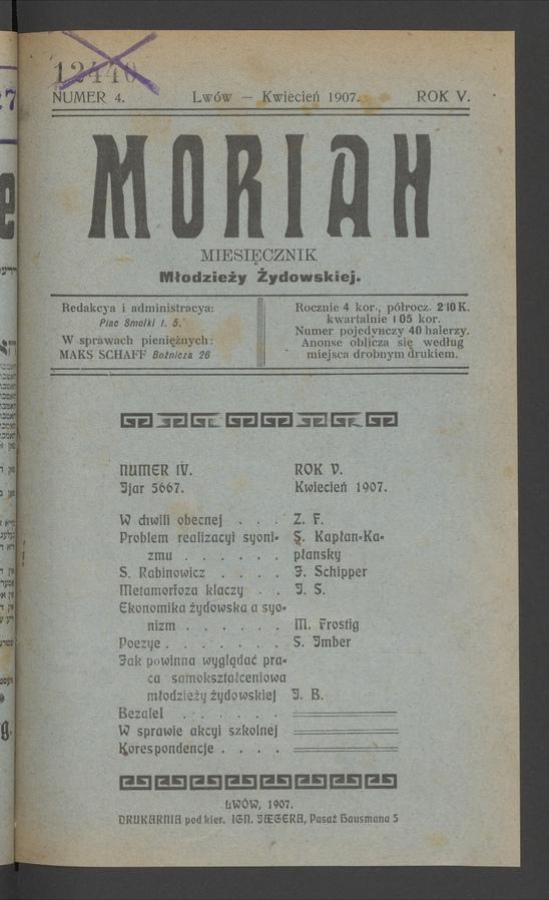 12440
NUMER 4. Lwów — Kwiecień 1907. ROK V.
MORIAH
MIESIĘCZNIK
Młodzieży Żydowskiej.
Redakcya i administracya:
Plac Smolki l. 5.
W sprawach pieniężnych:
MAKS SCHAFF Bożnicza 26
Rocznie 4 kor., półrocz. 2·10 K.
kwartalnie 1·05 kor.
Numer pojedynczy 40 halerzy.
Anonse oblicza się według
miejsca drobnym drukiem.
NUMER IV. ROK V.
Ijar 5667. Kwiecień 1907.
W chwili obecnej . . . Z. F.
Problem realizacyi syoni- S. Kapłan-Ka-
zmu . . . . . . płansky
S. Rabinowicz . . . . I. Schipper
Metamorfoza klaczy . . I. S.
Ekonomika żydowska a syo-
nizm . . . . . . M. Frostig
Poezye . . . . . . . S. Imber
Jak powinna wyglądać pra-
ca samokształceniowa
młodzieży żydowskiej I. B.
Bezalel . . . . . .
W sprawie akcyi szkolnej
Korespondencje . . . .
LWÓW, 1907.
DRUKARNIA pod kier. IGN. JÆGERA, Pasaż Hausmana 5